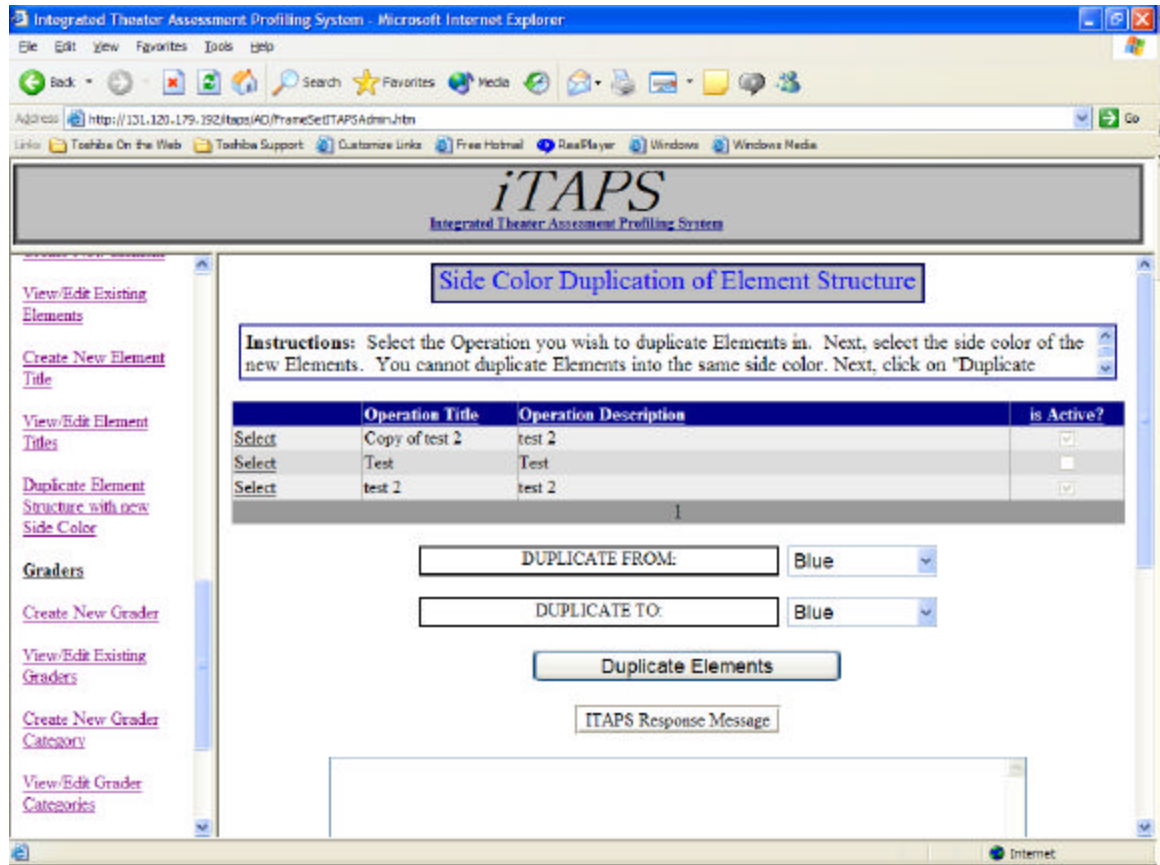 Integrated Theater Assessment Profiling System - Microsoft Internet Explorer
File Edit View Favorites Tools Help
Back Search Favorites Media
Address http://131.120.179.192/itaps/AO/FrameSetITAPSAdmin.htm Go
Links Toshiba On the Web Toshiba Support Customize Links Free Hotmail RealPlayer Windows Windows Media
iTAPS
Integrated Theater Assesment Profiling System
Create New Element
View/Edit Existing
Elements
Create New Element
Title
View/Edit Element
Titles
Duplicate Element
Structure with new
Side Color
Graders
Create New Grader
View/Edit Existing
Graders
Create New Grader
Category
View/Edit Grader
Categories
Side Color Duplication of Element Structure
Instructions: Select the Operation you wish to duplicate Elements in. Next, select the side color of the
new Elements. You cannot duplicate Elements into the same side color. Next, click on "Duplicate
Operation Title Operation Description is Active?
Select Copy of test 2 test 2
Select Test Test
Select test 2 test 2
1
DUPLICATE FROM: Blue
DUPLICATE TO: Blue
Duplicate Elements
ITAPS Response Message
Internet